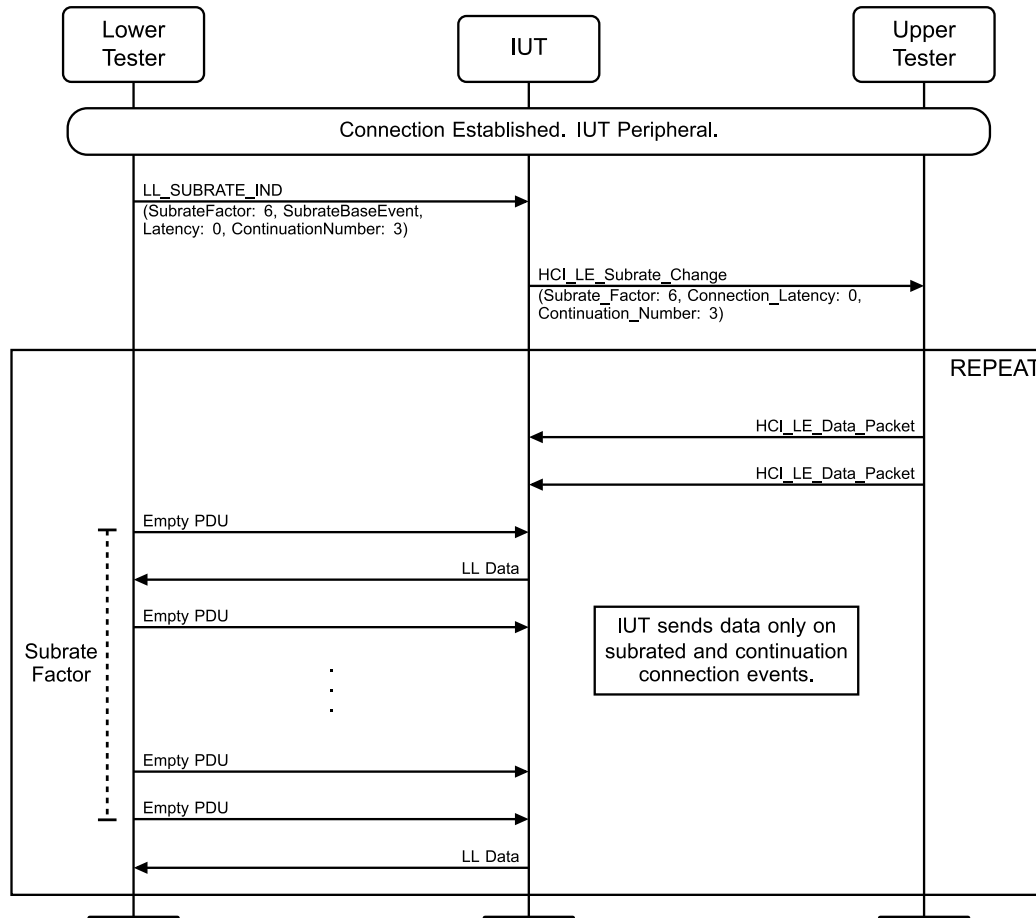 Lower
Tester
IUT
Upper
Tester
Connection Established. IUT Peripheral.
LL_SUBRATE_IND
(SubrateFactor: 6, SubrateBaseEvent,
Latency: 0, ContinuationNumber: 3)
HCI_LE_Subrate_Change
(Subrate_Factor: 6, Connection_Latency: 0,
Continuation_Number: 3)
REPEAT
HCI_LE_Data_Packet
HCI_LE_Data_Packet
Empty PDU
LL Data
Empty PDU
IUT sends data only on
subrated and continuation
connection events.
Subrate
Factor
Empty PDU
Empty PDU
LL Data